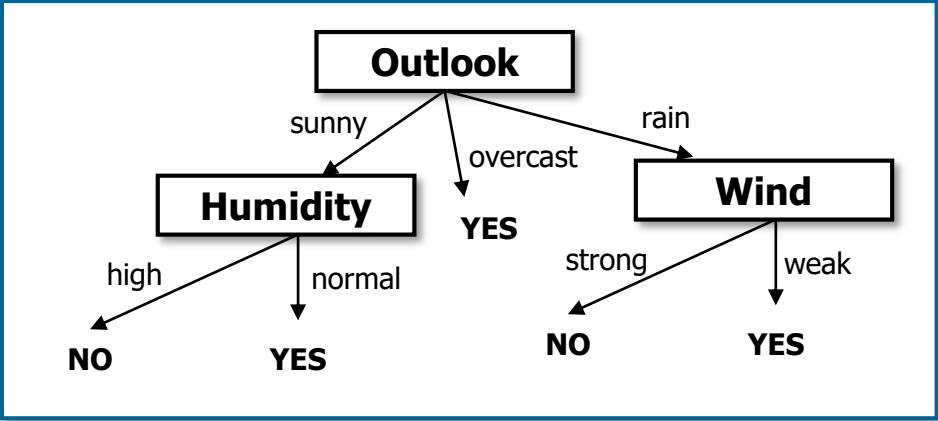 Outlook
sunny
overcast
rain
Humidity
YES
Wind
high
normal
strong
weak
NO
YES
NO
YES